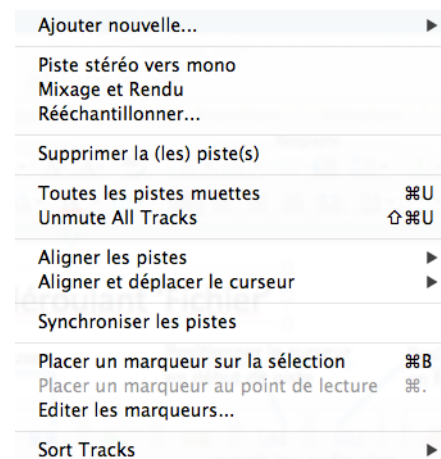 Ajouter nouvelle...
Piste stéréo vers mono
Mixage et Rendu
Rééchantillonner...
Supprimer la (les) piste(s)
Toutes les pistes muettes ⌘U
Unmute All Tracks ⇧⌘U
Aligner les pistes
Aligner et déplacer le curseur
Synchroniser les pistes
Placer un marqueur sur la sélection ⌘B
Placer un marqueur au point de lecture ⌘.
Editer les marqueurs...
Sort Tracks